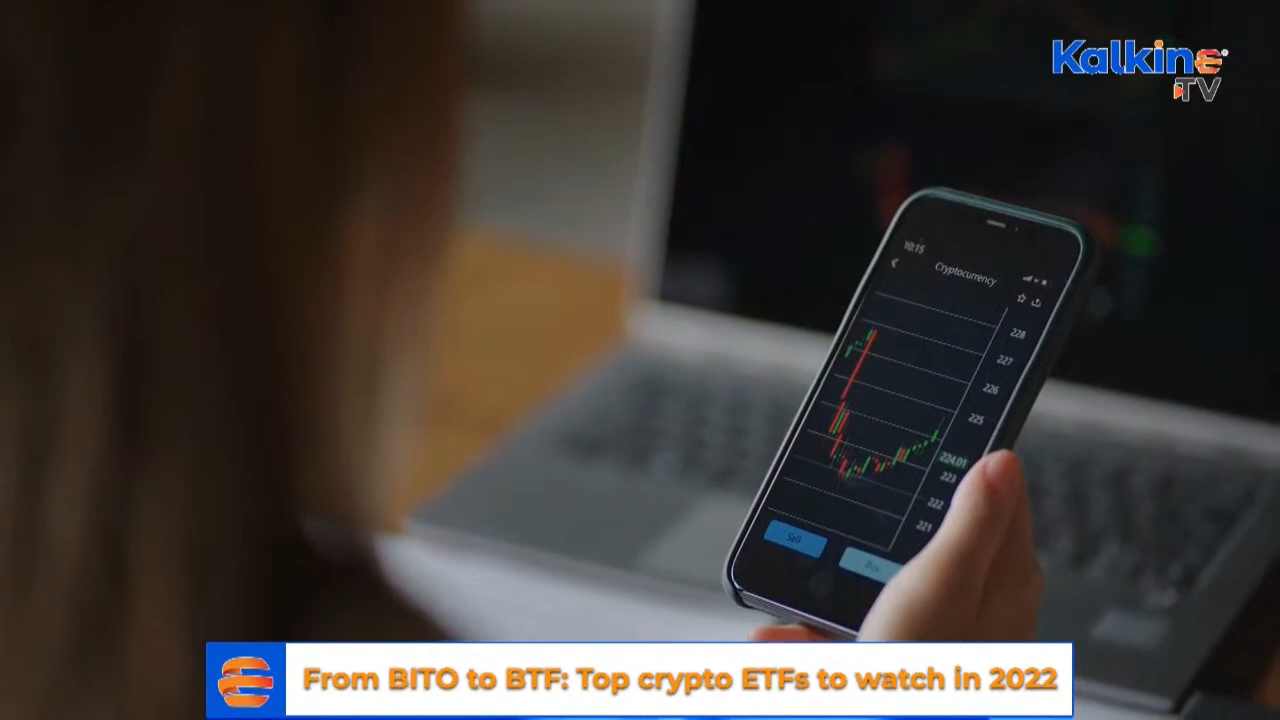 Kalkine
TV
10:15
Cryptocurrency
228
227
226
225
224.01
223
222
221
Sell
Buy
From BITO to BTF: Top crypto ETFs to watch in 2022